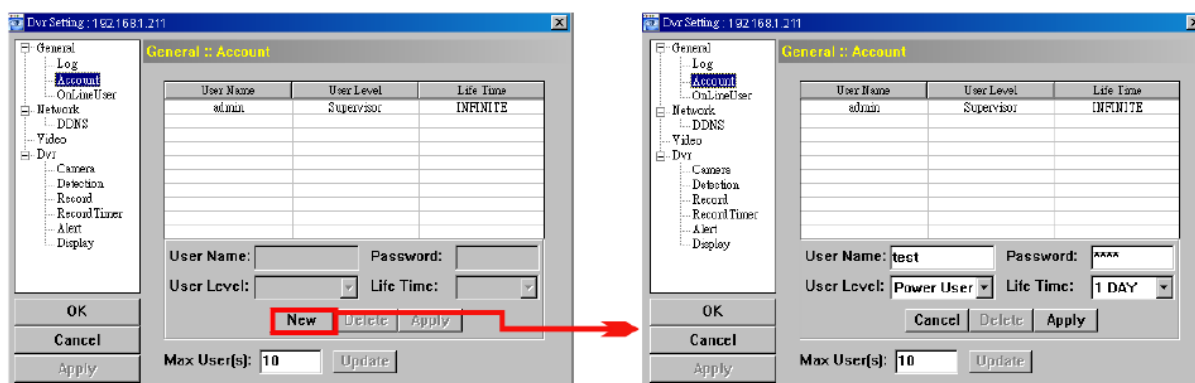 Dvr Setting : 192.168.1.211
General
Log
Account
OnLineUser
Network
DDNS
Video
Dvr
Camera
Detection
Record
Record Timer
Alert
Display
OK
Cancel
Apply
General :: Account
User Name User Level Life Time
admin Supervisor INFINITE
User Name: Password:
User Level: Life Time:
New Delete Apply
Max User(s): 10 Update
Dvr Setting : 192.168.1.211
General
Log
Account
OnLineUser
Network
DDNS
Video
Dvr
Camera
Detection
Record
Record Timer
Alert
Display
OK
Cancel
Apply
General :: Account
User Name User Level Life Time
admin Supervisor INFINITE
User Name: test Password: ****
User Level: Power User Life Time: 1 DAY
Cancel Delete Apply
Max User(s): 10 Update